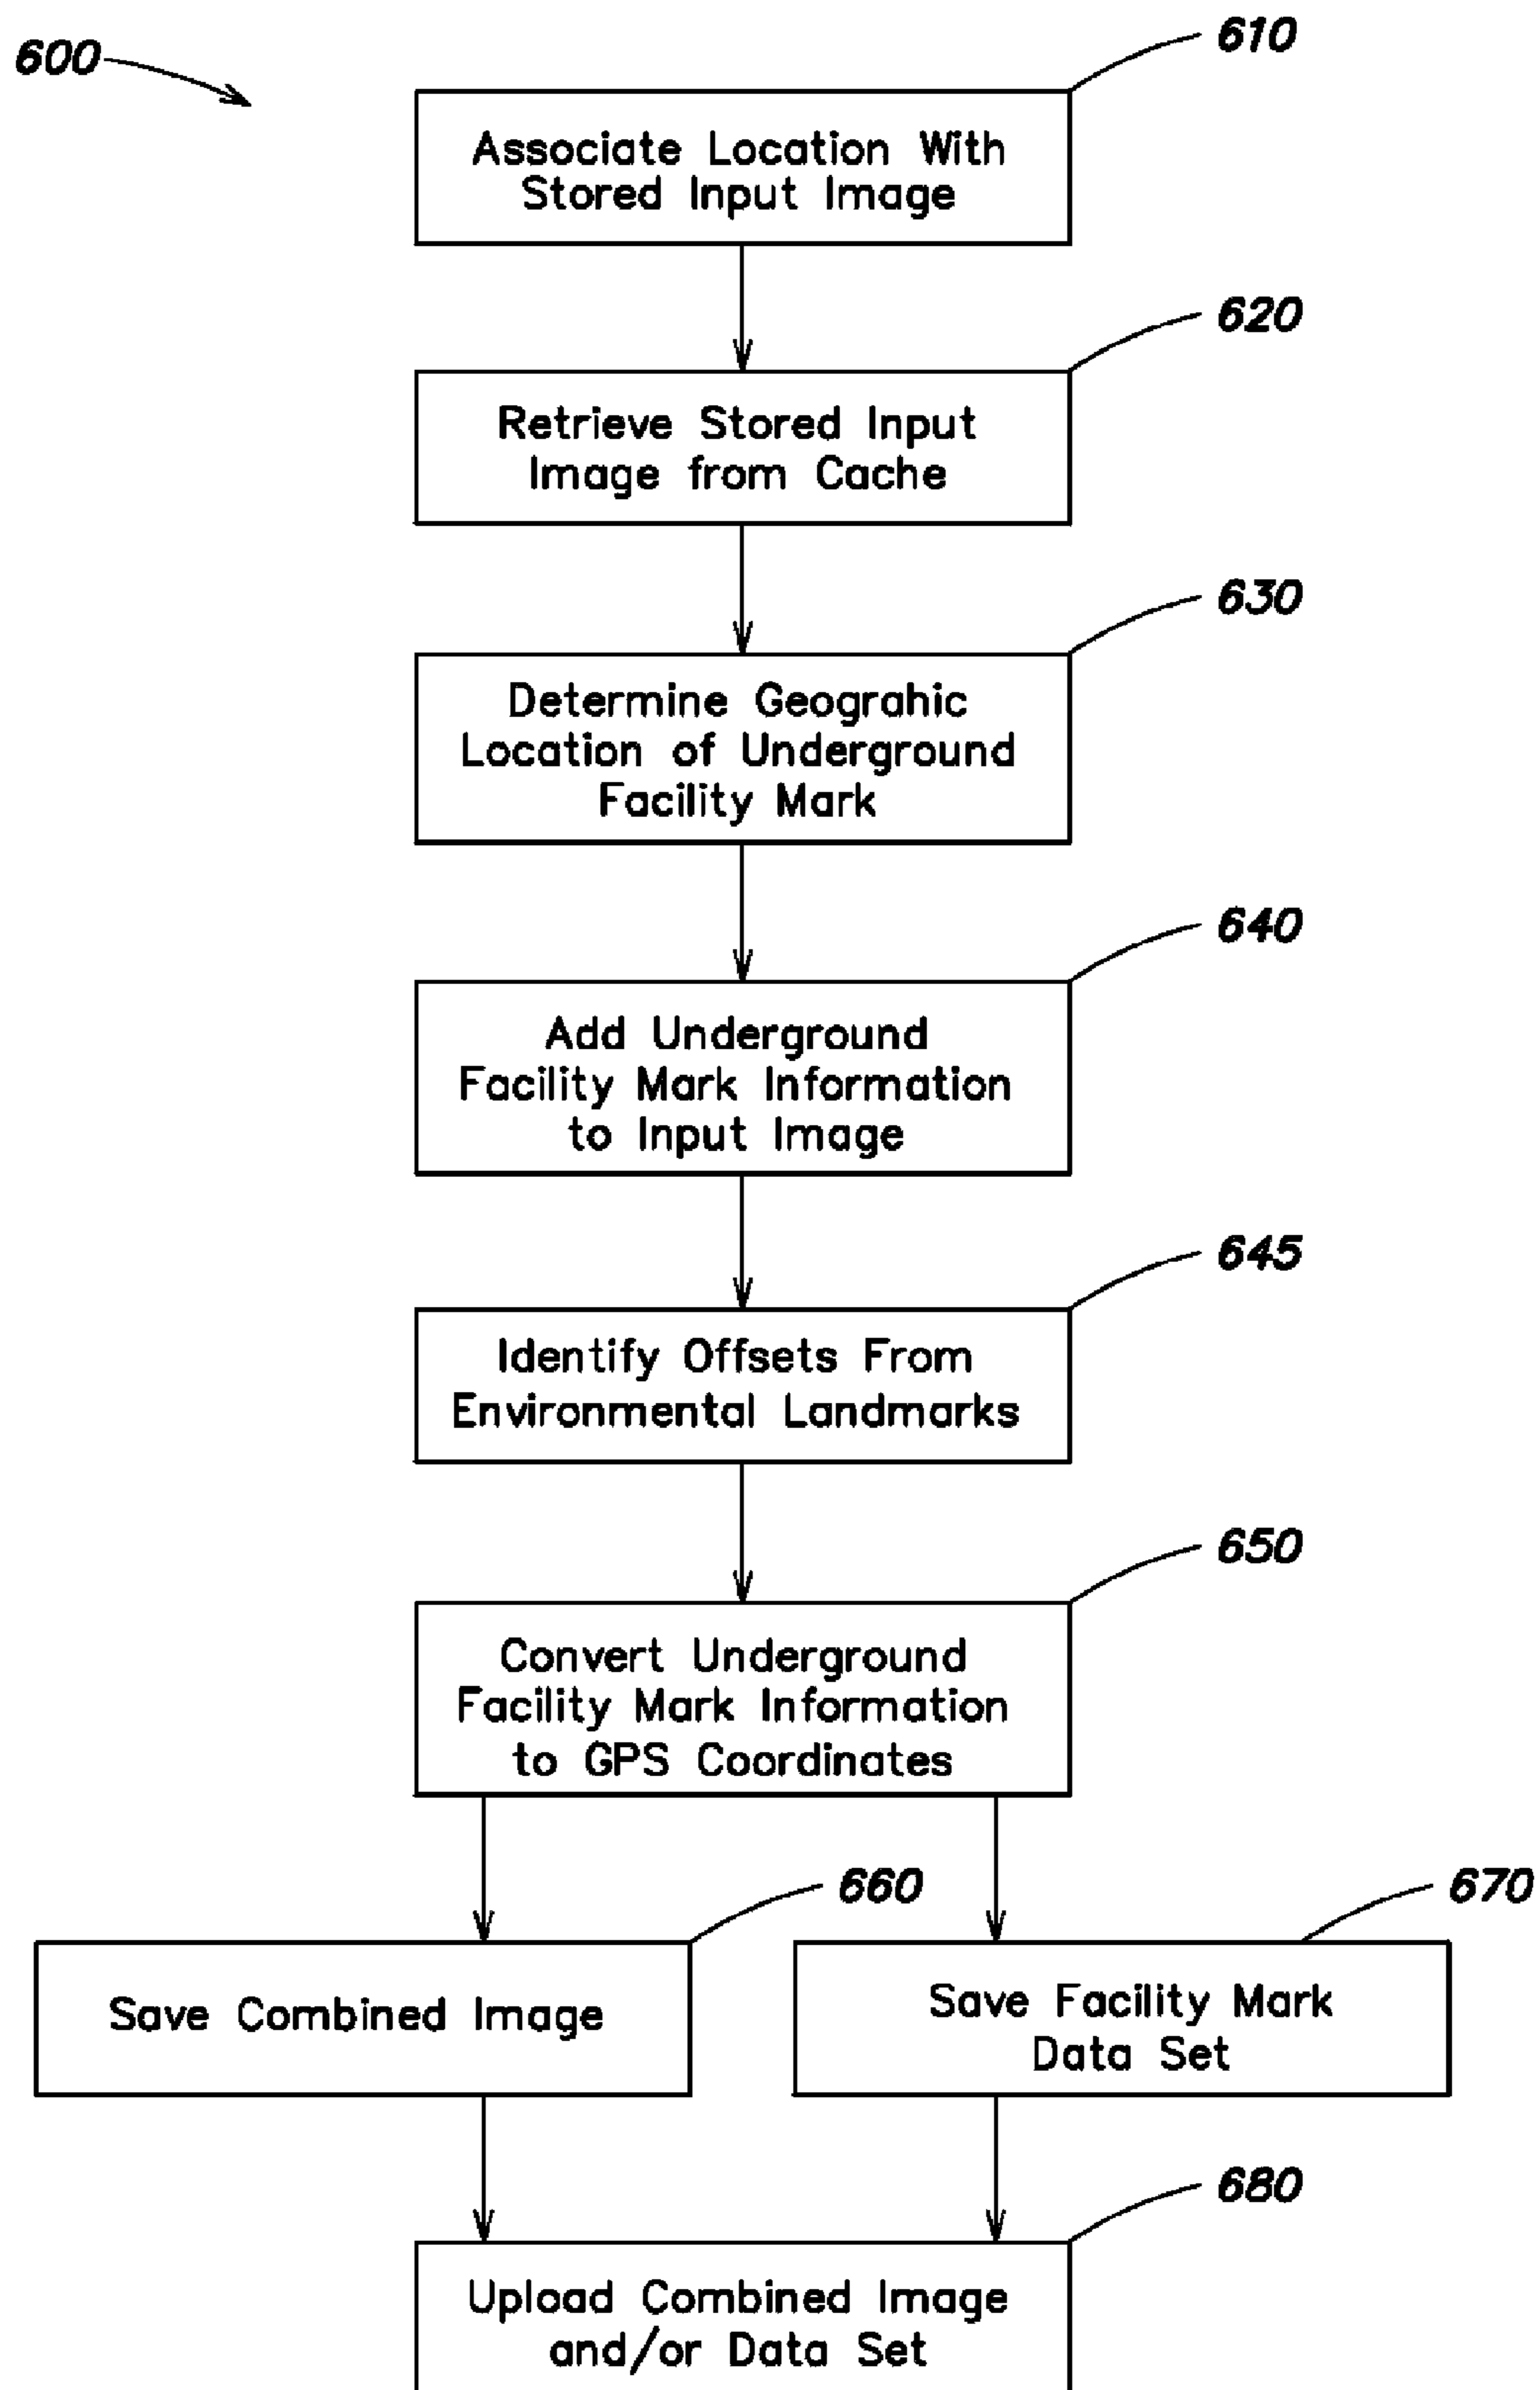 600
610
Associate Location With
Stored Input Image
620
Retrieve Stored Input
Image from Cache
630
Determine Geograhic
Location of Underground
Facility Mark
640
Add Underground
Facility Mark Information
to Input Image
645
Identify Offsets From
Environmental Landmarks
650
Convert Underground
Facility Mark Information
to GPS Coordinates
660
Save Combined Image
670
Save Facility Mark
Data Set
680
Upload Combined Image
and/or Data Set